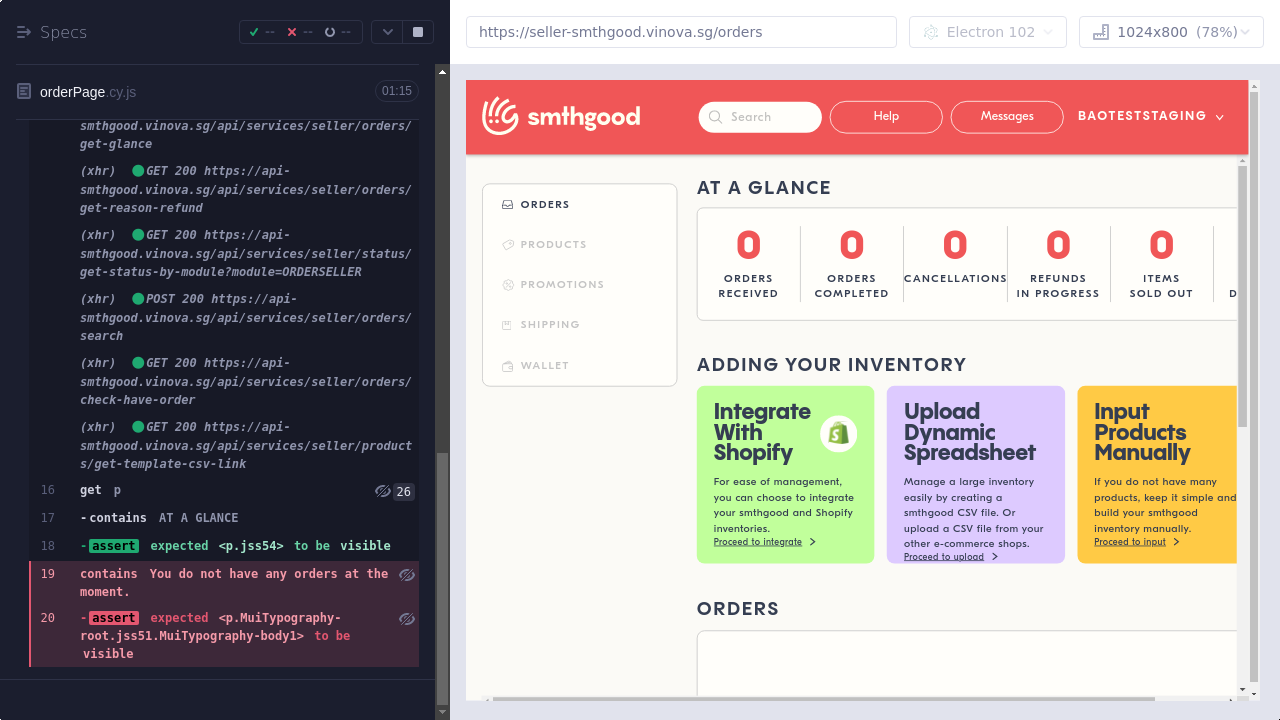 Specs
--
--
--
https://seller-smthgood.vinova.sg/orders
Electron 102
1024x800 (78%)
orderPage.cy.js
01:15
smthgood.vinova.sg/api/services/seller/orders/
get-glance
(xhr) GET 200 https://api-
smthgood.vinova.sg/api/services/seller/orders/
get-reason-refund
(xhr) GET 200 https://api-
smthgood.vinova.sg/api/services/seller/status/
get-status-by-module?module=ORDERSELLER
(xhr) POST 200 https://api-
smthgood.vinova.sg/api/services/seller/orders/
search
(xhr) GET 200 https://api-
smthgood.vinova.sg/api/services/seller/orders/
check-have-order
(xhr) GET 200 https://api-
smthgood.vinova.sg/api/services/seller/product
s/get-template-csv-link
16 get p 26
17 -contains AT A GLANCE
18 -assert expected <p.jss54> to be visible
19 contains You do not have any orders at the
moment.
20 -assert expected <p.MuiTypography-
root.jss51.MuiTypography-body1> to be
visible
smthgood
Search
Help
Messages
BAOTESTSTAGING
ORDERS
PRODUCTS
PROMOTIONS
SHIPPING
WALLET
AT A GLANCE
0 0 0 0 0
ORDERS
RECEIVED
ORDERS
COMPLETED
CANCELLATIONS
REFUNDS
IN PROGRESS
ITEMS
SOLD OUT
D
ADDING YOUR INVENTORY
Integrate
With
Shopify
For ease of management,
you can choose to integrate
your smthgood and Shopify
inventories.
Proceed to integrate
Upload
Dynamic
Spreadsheet
Manage a large inventory
easily by creating a
smthgood CSV file. Or
upload a CSV file from your
other e-commerce shops.
Proceed to upload
Input
Products
Manually
If you do not have many
products, keep it simple and
build your smthgood
inventory manually.
Proceed to input
ORDERS